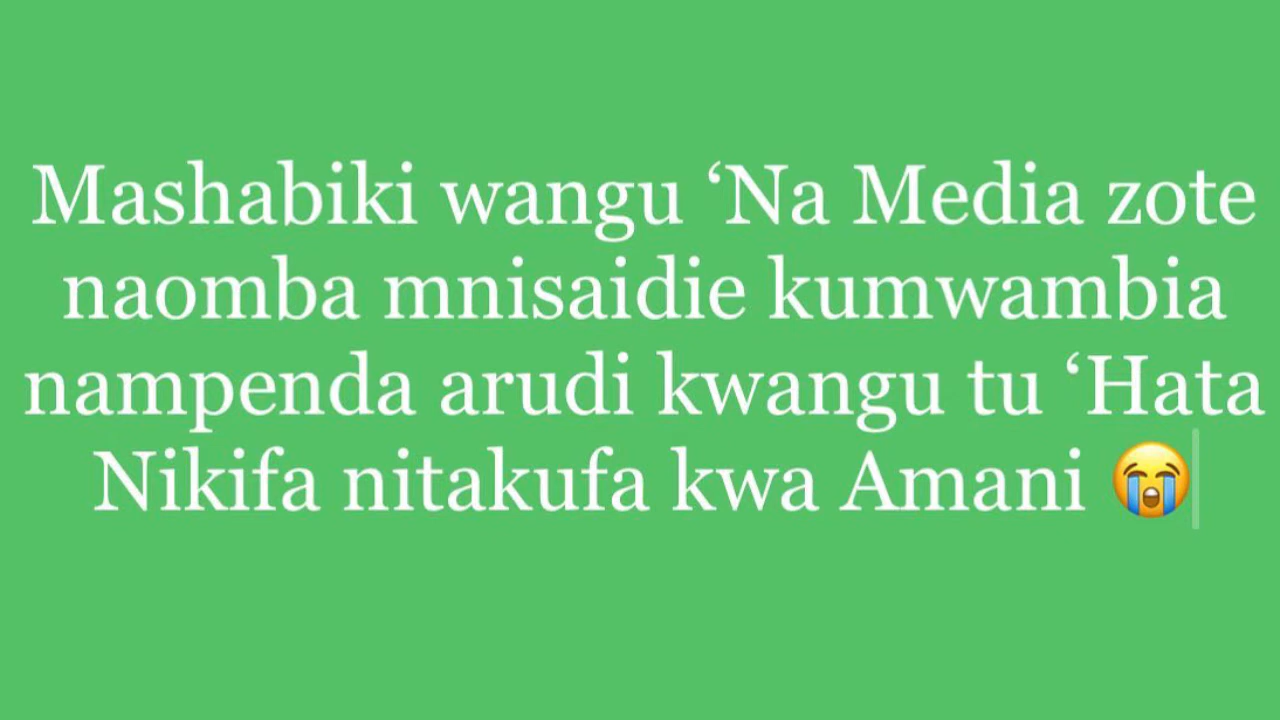 Mashabiki wangu ‘Na Media zote
naomba mnisaidie kumwambia
nampenda arudi kwangu tu ‘Hata
Nikifa nitakufa kwa Amani 😭